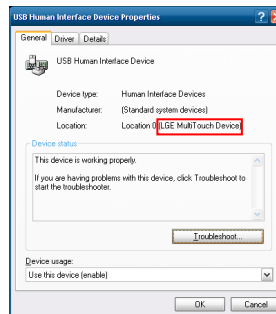 USB Human Interface Device Properties
General Driver Details
USB Human Interface Device
Device type: Human Interface Devices
Manufacturer: (Standard system devices)
Location: Location 0 (LGE MultiTouch Device)
Device status
This device is working properly.
If you are having problems with this device, click Troubleshoot to
start the troubleshooter.
Troubleshoot...
Device usage:
Use this device (enable)
OK Cancel